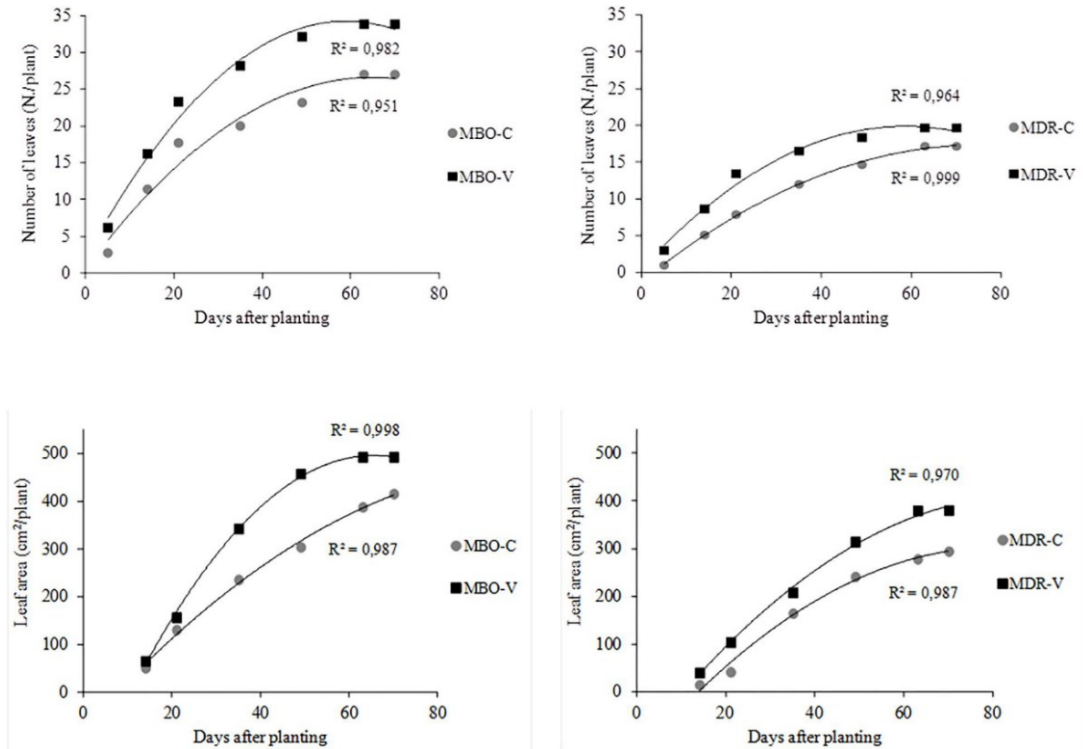 Number of leaves (N./plant)
35
30
25
20
15
10
5
0
0 20 40 60 80
Days after planting
R² = 0,982
R² = 0,951
MBO-C
MBO-V
Number of leaves (N./plant)
35
30
25
20
15
10
5
0
0 20 40 60 80
Days after planting
R² = 0,964
R² = 0,999
MDR-C
MDR-V
Leaf area (cm²/plant)
500
400
300
200
100
0
0 20 40 60 80
Days after planting
R² = 0,998
R² = 0,987
MBO-C
MBO-V
Leaf area (cm²/plant)
500
400
300
200
100
0
0 20 40 60 80
Days after planting
R² = 0,970
R² = 0,987
MDR-C
MDR-V